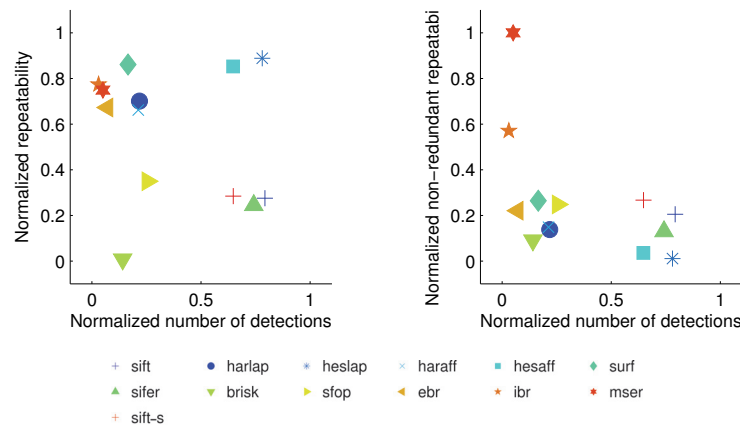 Normalized repeatability
1
0.8
0.6
0.4
0.2
0
0
0.5
1
Normalized number of detections
Normalized non−redundant repeatabi
1
0.8
0.6
0.4
0.2
0
0
0.5
1
Normalized number of detections
sift
harlap
heslap
haraff
hesaff
surf
sifer
brisk
sfop
ebr
ibr
mser
sift−s